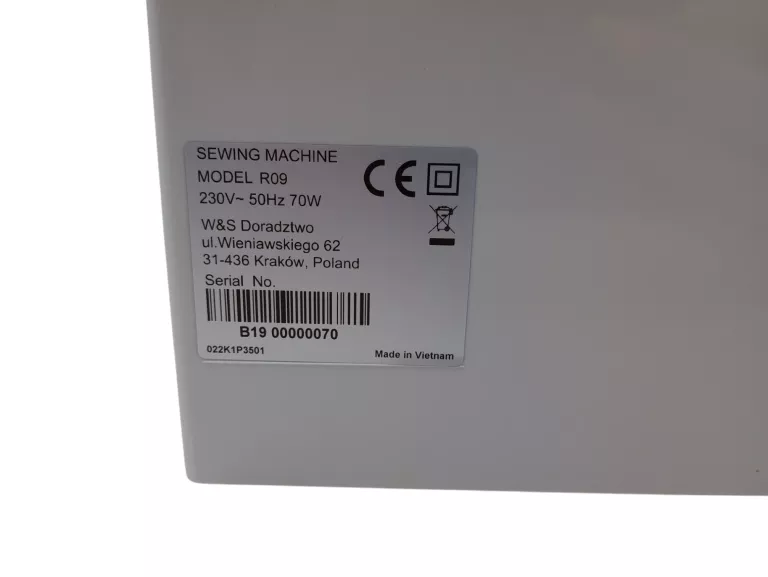 SEWING MACHINE
MODEL R09
230V~ 50Hz 70W
W&S Doradztwo
ul.Wieniawskiego 62
31-436 Kraków, Poland
Serial No.
B19 00000070
022K1P3501
Made in Vietnam
CE